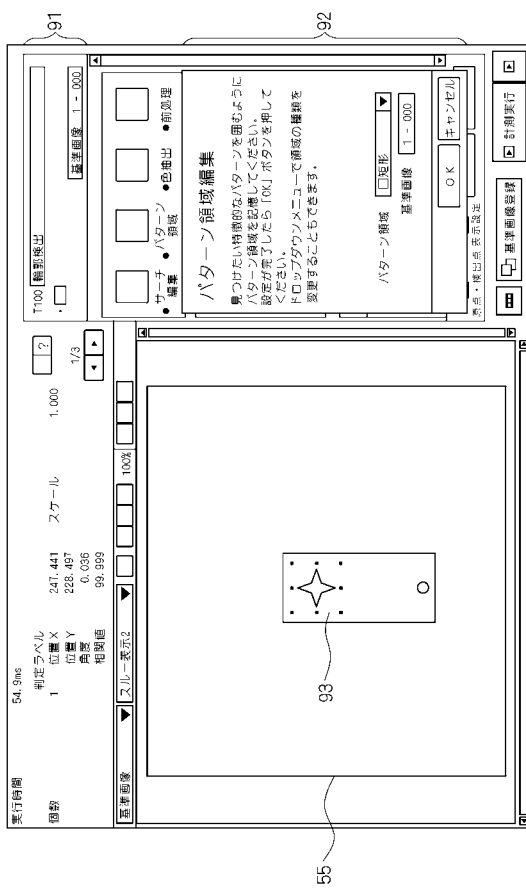 実行時間 54.9ms
判定ラベル
個数 1 位置X 247.441 スケール 1.000
位置Y 228.497
角度 0.036
相関値 99.999
?
1/3
基準画像 スルー表示2 100%
55
93
T100 輪郭検出
基準画像 1 - 000
91
●サーチ編集 ●パターン領域 ●色抽出 ●前処理
パターン領域編集
見つけたい特徴的なパターンを囲むように
パターン領域を記憶してください。
設定が完了したら「OK」ボタンを押して
ください。
ドロップダウンメニューで領域の種類を
変更することもできます。
パターン領域 □矩形
基準画像 1 - 000
OK キャンセル
92
原点・検出点表示設定
基準画像登録 計測実行